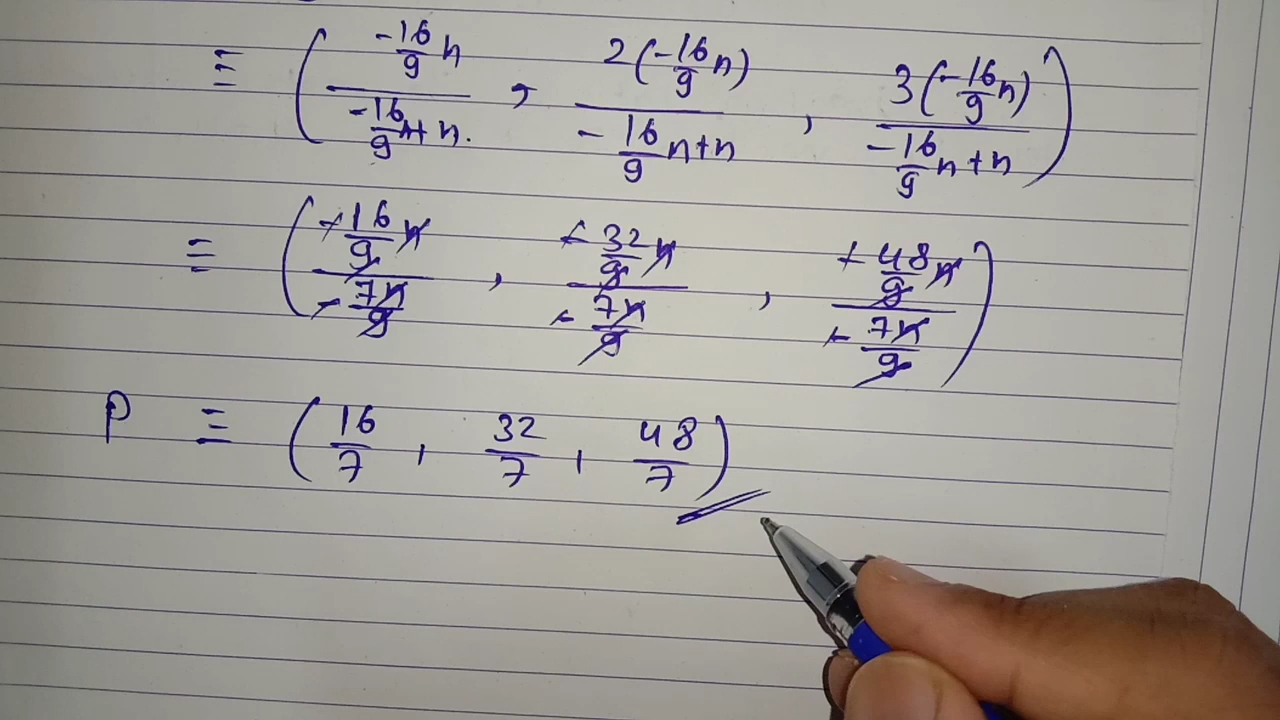 ≡ ( -16/9 n / -16/9 n + n . , 2(-16/9 n) / -16/9 n + n , 3(-16/9 n) / -16/9 n + n )
≡ ( -16/9 n / -7n/9 , -32/9 n / -7n/9 , -48/9 n / -7n/9 )
P ≡ ( 16/7 , 32/7 , 48/7 )